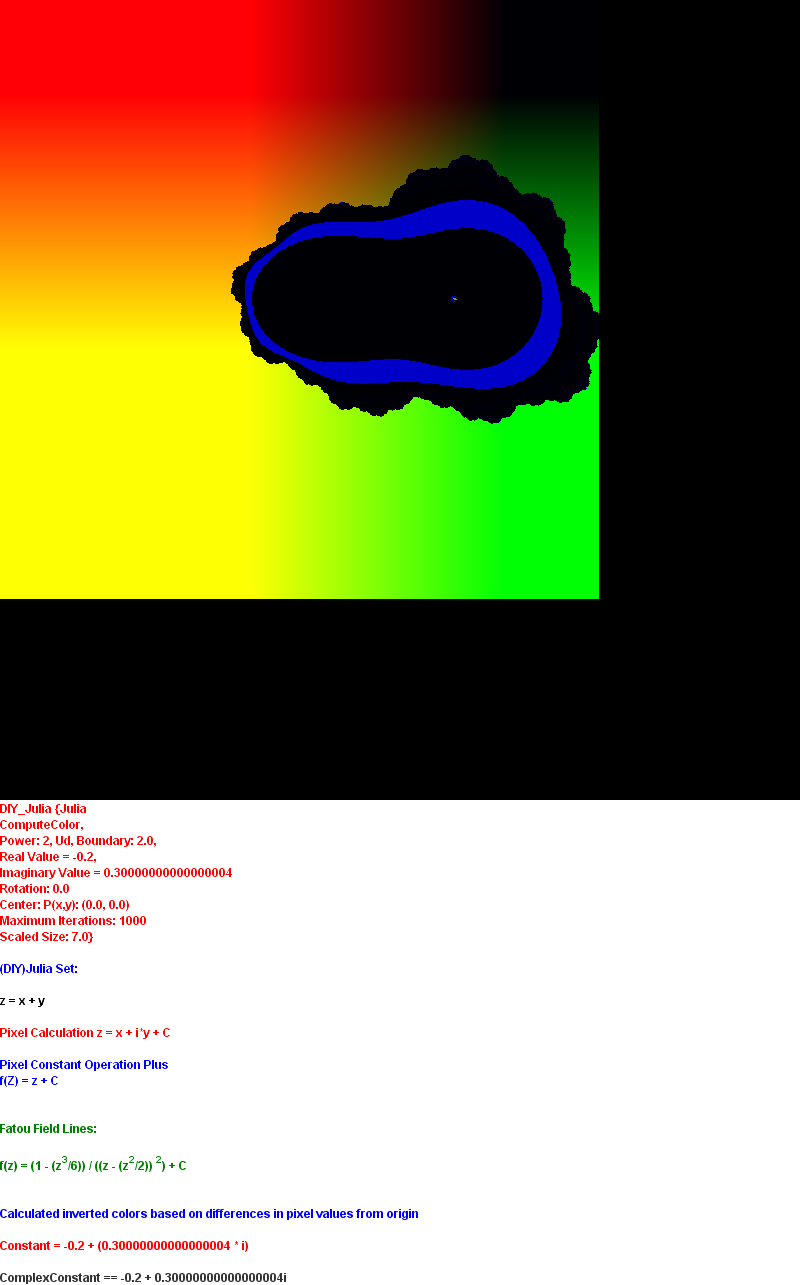 DIY_Julia {Julia
ComputeColor,
Power: 2, Ud, Boundary: 2.0,
Real Value = -0.2,
Imaginary Value = 0.30000000000000004
Rotation: 0.0
Center: P(x,y): (0.0, 0.0)
Maximum Iterations: 1000
Scaled Size: 7.0}
(DIY)Julia Set:
z = x + y
Pixel Calculation z = x + i*y + C
Pixel Constant Operation Plus
f(Z) = z + C
Fatou Field Lines:
f(z) = (1 - (z^3/6)) / ((z - (z^2/2)) ^2) + C
Calculated inverted colors based on differences in pixel values from origin
Constant = -0.2 + (0.30000000000000004 * i)
ComplexConstant == -0.2 + 0.30000000000000004i